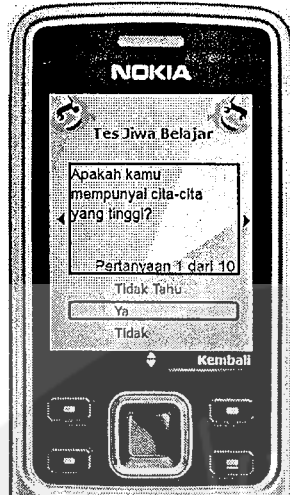 NOKIA
Tes Jiwa Belajar
Apakah kamu
mempunyai cita-cita
yang tinggi?
Pertanyaan 1 dari 10
Tidak Tahu
Ya
Tidak
Kembali